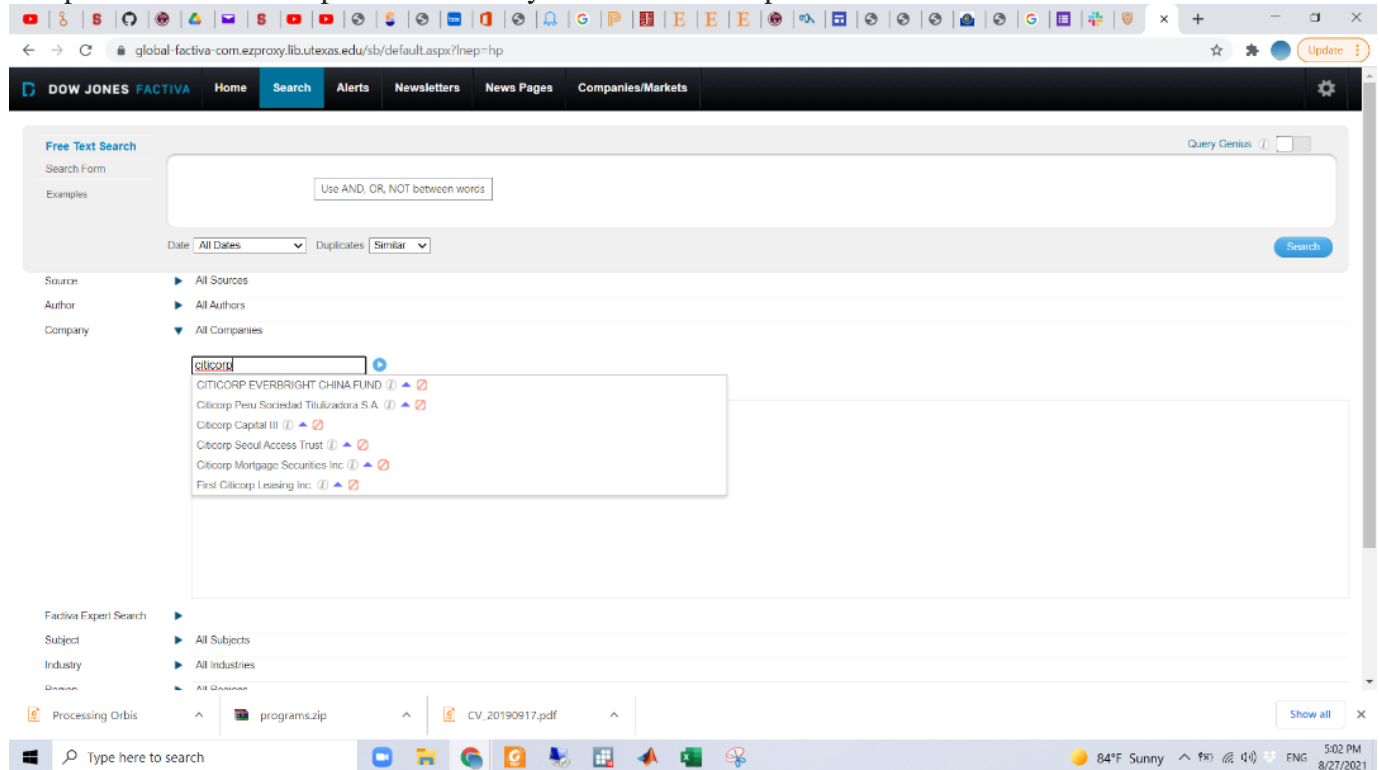 global-factiva-com.ezproxy.lib.utexas.edu/sb/default.aspx?lnep=hp
Update
DOW JONES FACTIVA Home Search Alerts Newsletters News Pages Companies/Markets
Free Text Search
Query Genius
Search Form
Examples
Use AND, OR, NOT between words
Date All Dates Duplicates Similar
Search
Source All Sources
Author All Authors
Company All Companies
citicorp
CITICORP EVERBRIGHT CHINA FUND
Citicorp Peru Sociedad Titulizadora S.A.
Citicorp Capital III
Citicorp Seoul Access Trust
Citicorp Mortgage Securities Inc
First Citicorp Leasing Inc.
Factiva Expert Search
Subject All Subjects
Industry All Industries
Region All Regions
Processing Orbis programs.zip CV_20190917.pdf Show all
Type here to search 84°F Sunny ENG 5:02 PM
8/27/2021